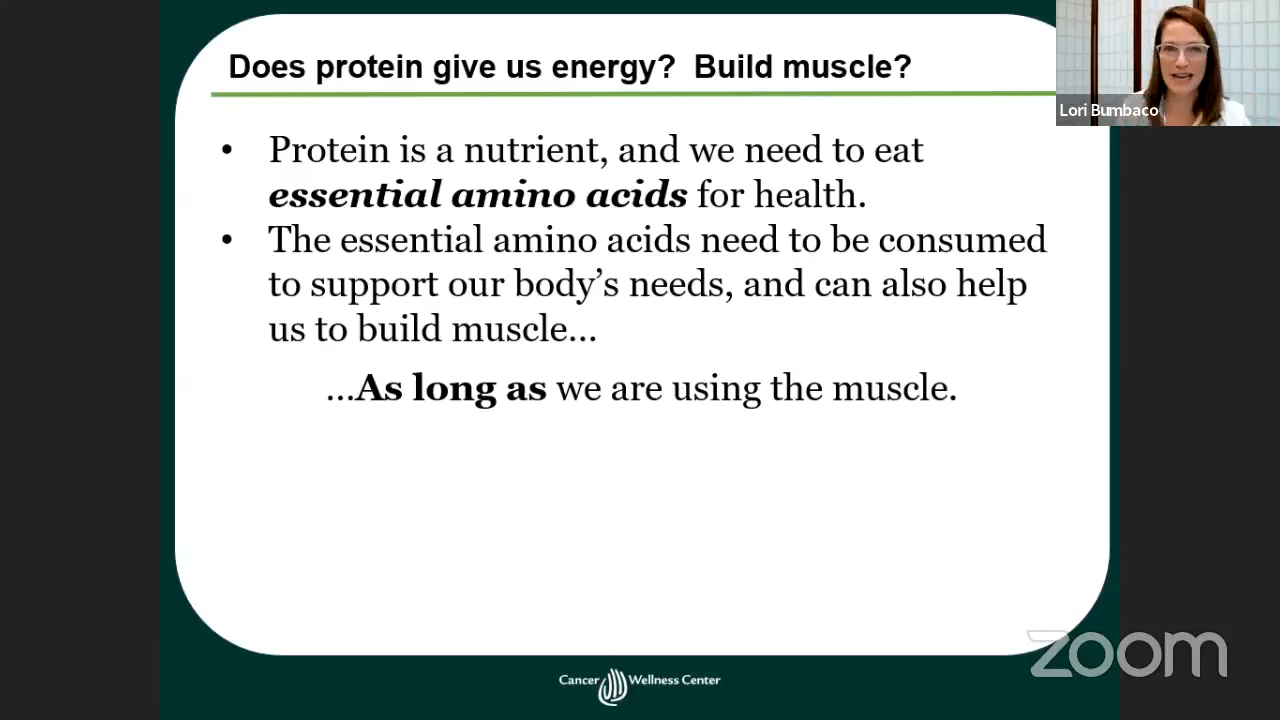 Does protein give us energy?  Build muscle?
Lori Bumbaco
• Protein is a nutrient, and we need to eat
essential amino acids for health.
• The essential amino acids need to be consumed
to support our body’s needs, and can also help
us to build muscle…
…As long as we are using the muscle.
zoom
Cancer Wellness Center